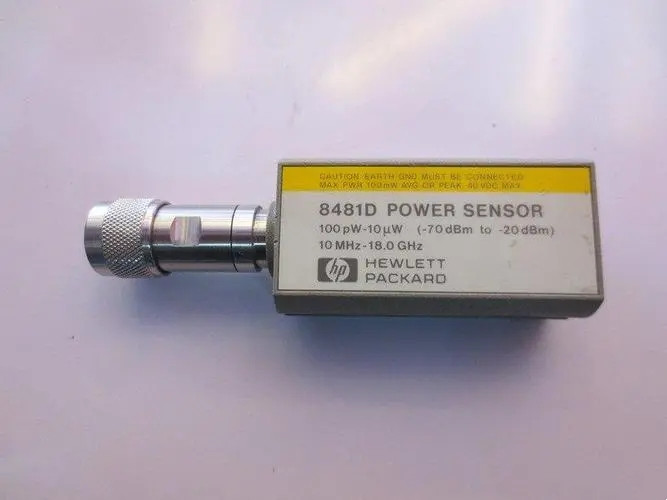 CAUTION EARTH GND MUST BE CONNECTED
MAX PWR 100mW AVG OR PEAK, 40 VDC MAX
8481D POWER SENSOR
100pW-10µW (-70dBm to -20dBm)
10MHz-18.0GHz
hp HEWLETT
PACKARD